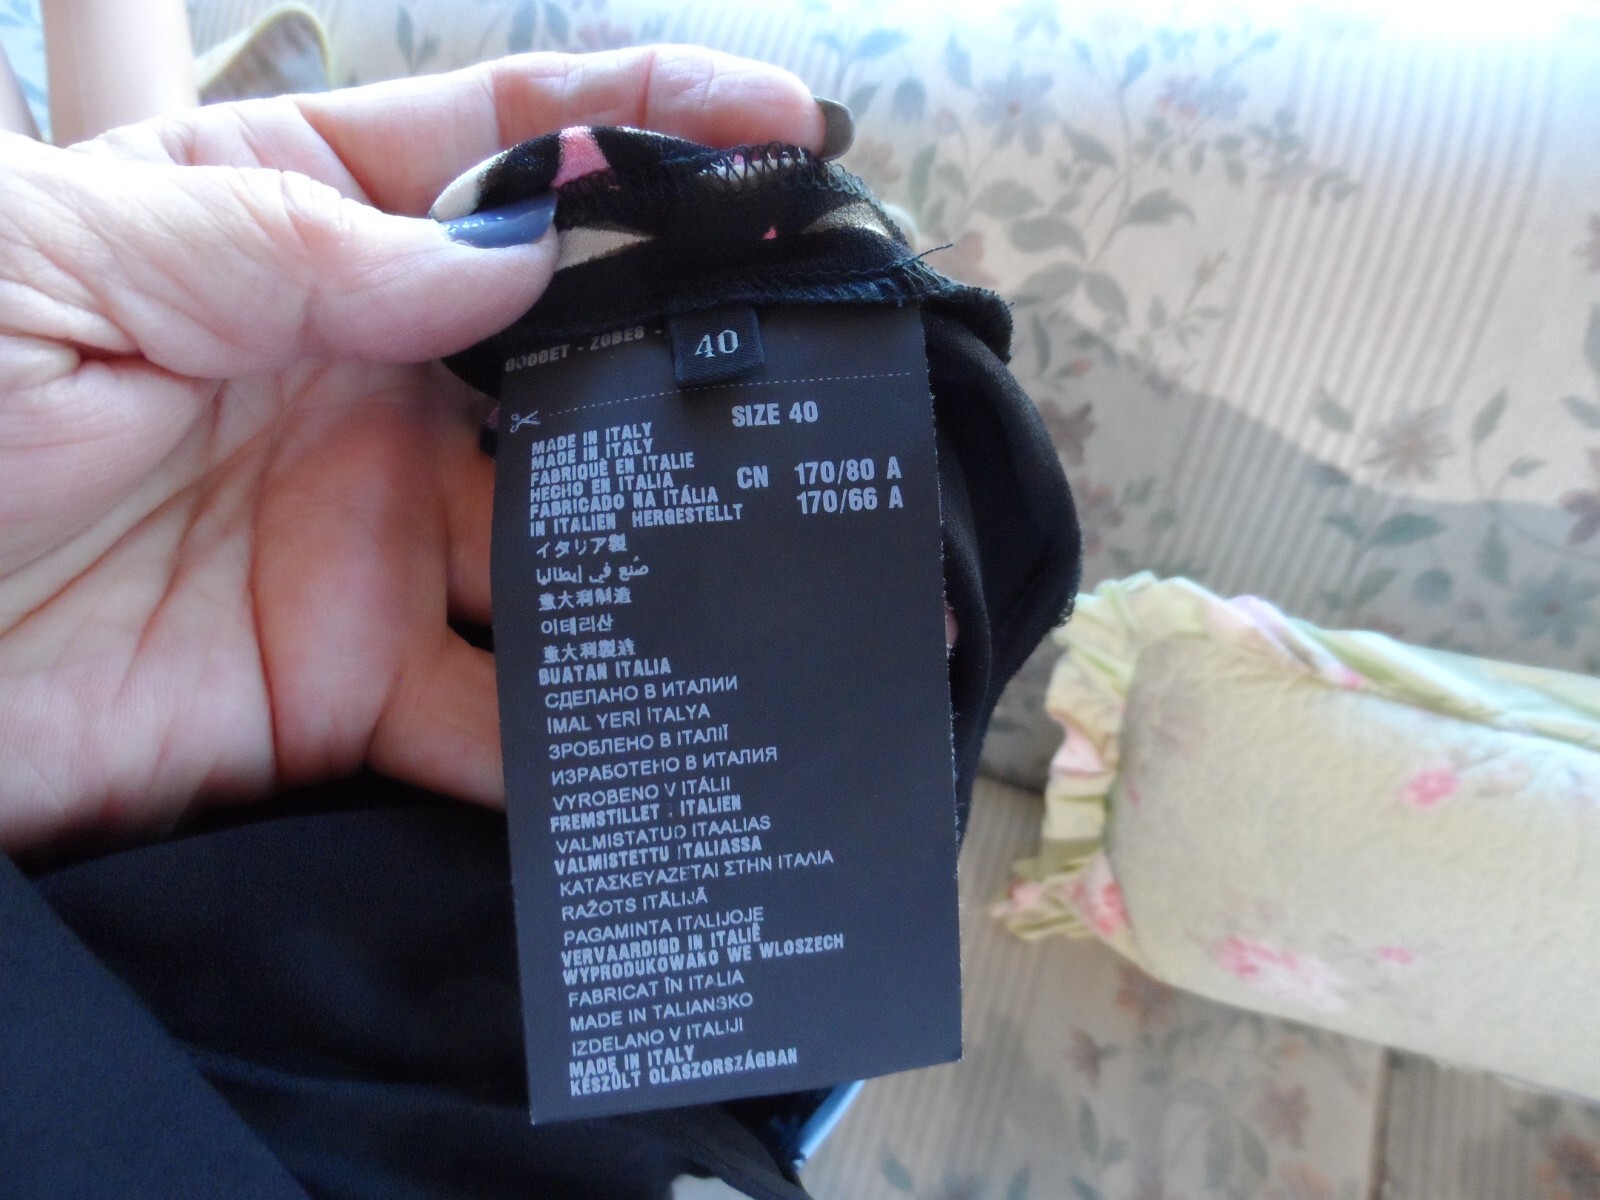 40
SIZE 40
MADE IN ITALY
MADE IN ITALY
FABRIQUÉ EN ITALIE
HECHO EN ITALIA
CN 170/80 A
FABRICADO NA ITÁLIA
170/66 A
IN ITALIEN HERGESTELLT
イタリア製
صنع في إيطاليا
意大利制造
이태리산
意大利製造
BUATAN ITALIA
СДЕЛАНО В ИТАЛИИ
İMAL YERİ İTALYA
ЗРОБЛЕНО В ІТАЛІЇ
ИЗРАБОТЕНО В ИТАЛИЯ
VYROBENO V ITÁLII
FREMSTILLET I ITALIEN
VALMISTATUD ITAALIAS
VALMISTETTU ITALIASSA
ΚΑΤΑΣΚΕΥΑΖΕΤΑΙ ΣΤΗΝ ΙΤΑΛΙΑ
RAŽOTS ITĀLIJĀ
PAGAMINTA ITALIJOJE
VERVAARDIGD IN ITALIË
WYPRODUKOWANO WE WLOSZECH
FABRICAT ÎN ITALIA
MADE IN TALIANSKO
IZDELANO V ITALIJI
MADE IN ITALY
KÉSZÜLT OLASZORSZÁGBAN